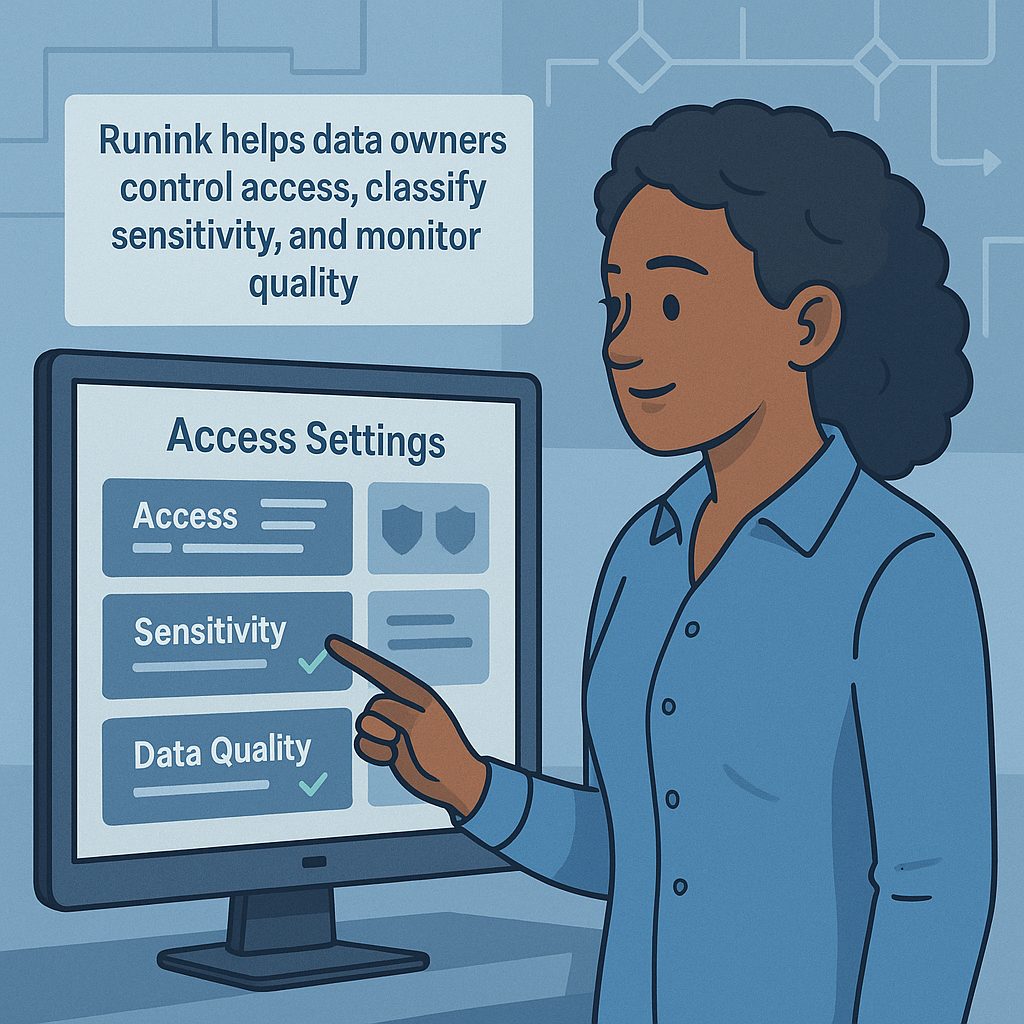 Runink helps data owners
control access, classify
sensitivity, and monitor
quality
Access Settings
Access
Sensitivity
Data Quality